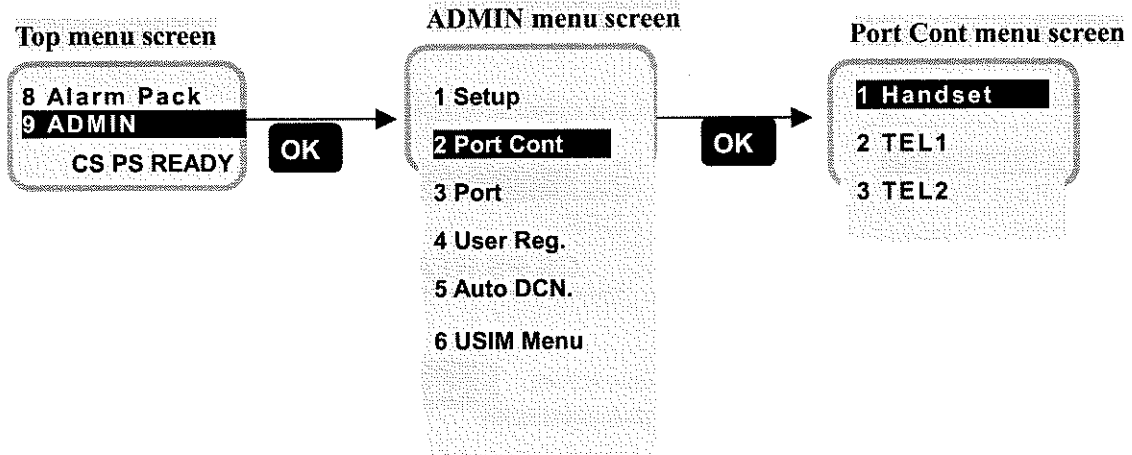 Top menu screen
8 Alarm Pack
9 ADMIN
CS PS READY
OK
ADMIN menu screen
1 Setup
2 Port Cont
3 Port
4 User Reg.
5 Auto DCN.
6 USIM Menu
OK
Port Cont menu screen
1 Handset
2 TEL1
3 TEL2